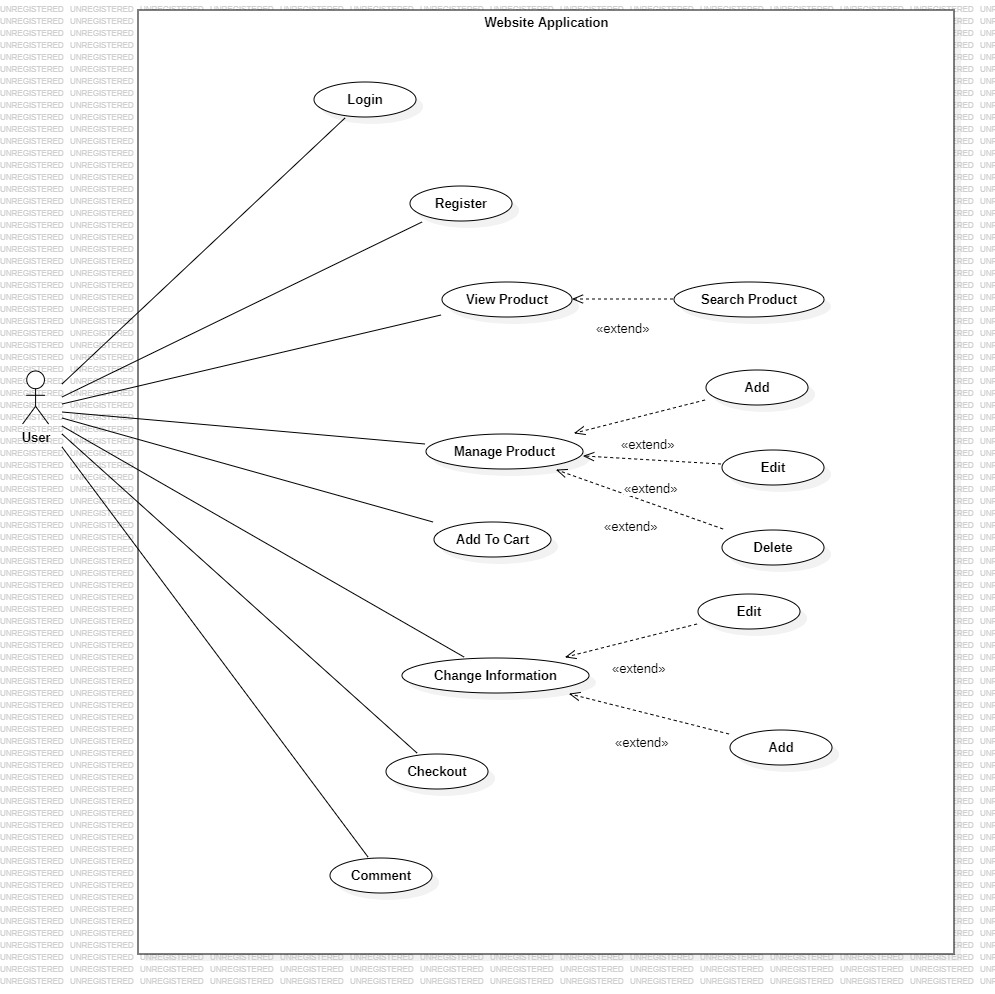 Website Application
Login
Register
View Product
Search Product
«extend»
Add
User
Manage Product
«extend»
Edit
«extend»
«extend»
Add To Cart
Delete
Edit
Change Information
«extend»
«extend»
Add
Checkout
Comment
UNREGISTERED